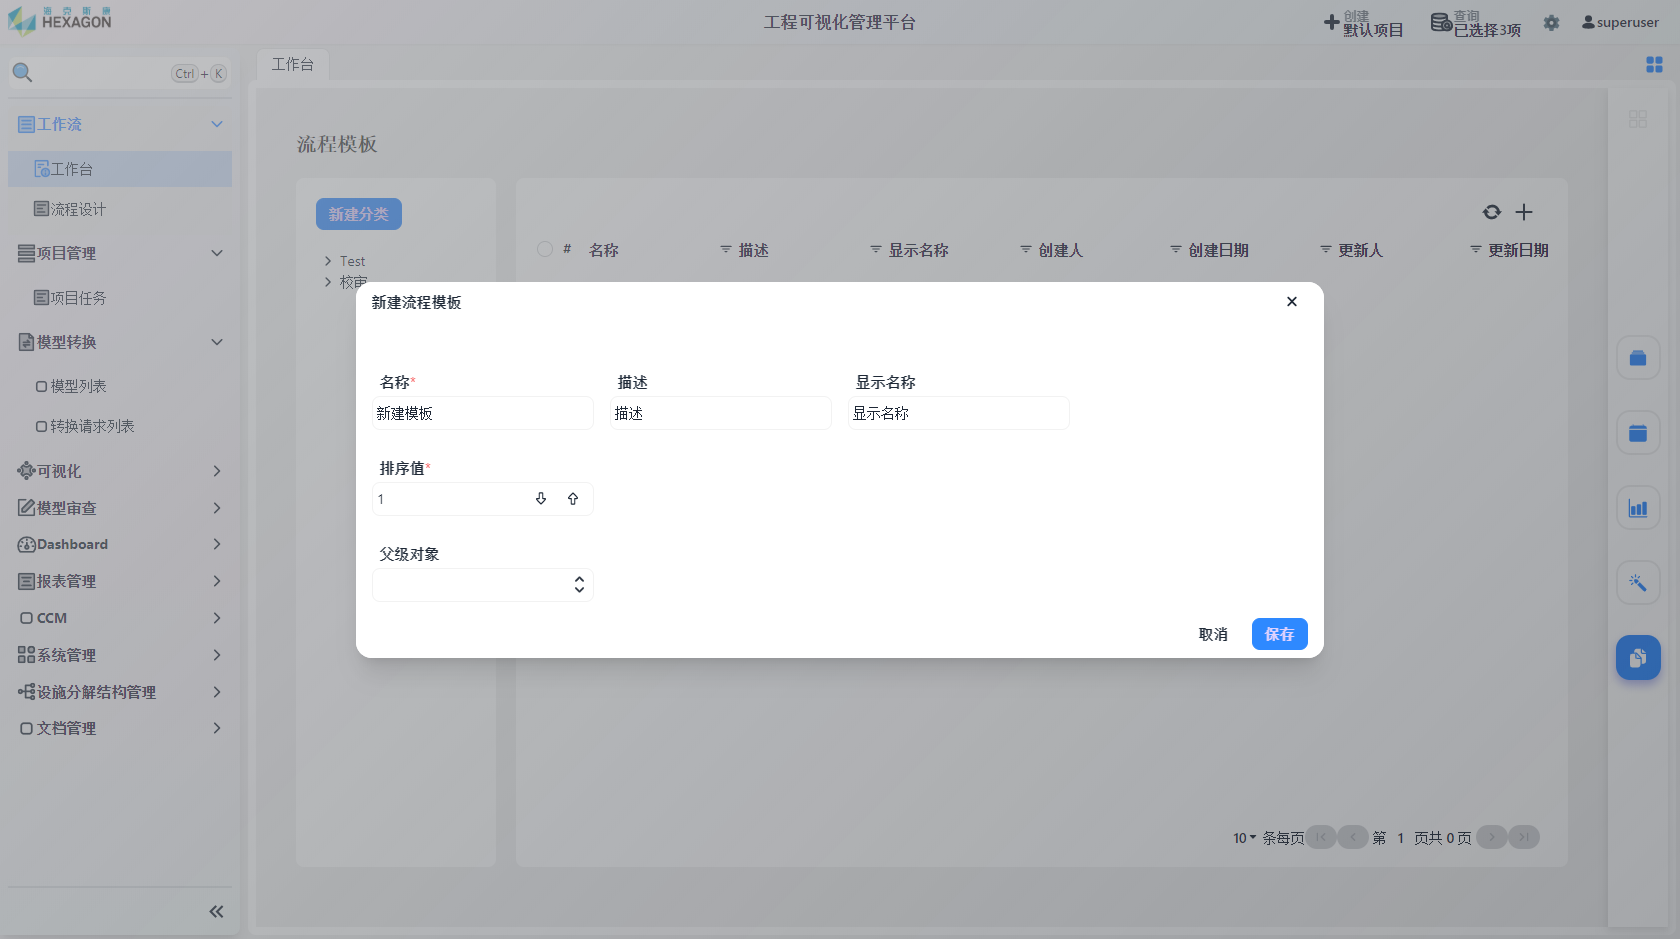 海克斯康
HEXAGON
工程可视化管理平台
创建
默认项目
查询
已选择3项
superuser
Ctrl + K
工作台
工作流
工作台
流程设计
项目管理
项目任务
模型转换
模型列表
转换请求列表
可视化
模型审查
Dashboard
报表管理
CCM
系统管理
设施分解结构管理
文档管理
流程模板
新建分类
Test
校审
# 名称 描述 显示名称 创建人 创建日期 更新人 更新日期
新建流程模板
名称* 描述 显示名称
新建模板 描述 显示名称
排序值*
1
父级对象
取消 保存
10 条每页 第 1 页共 0 页